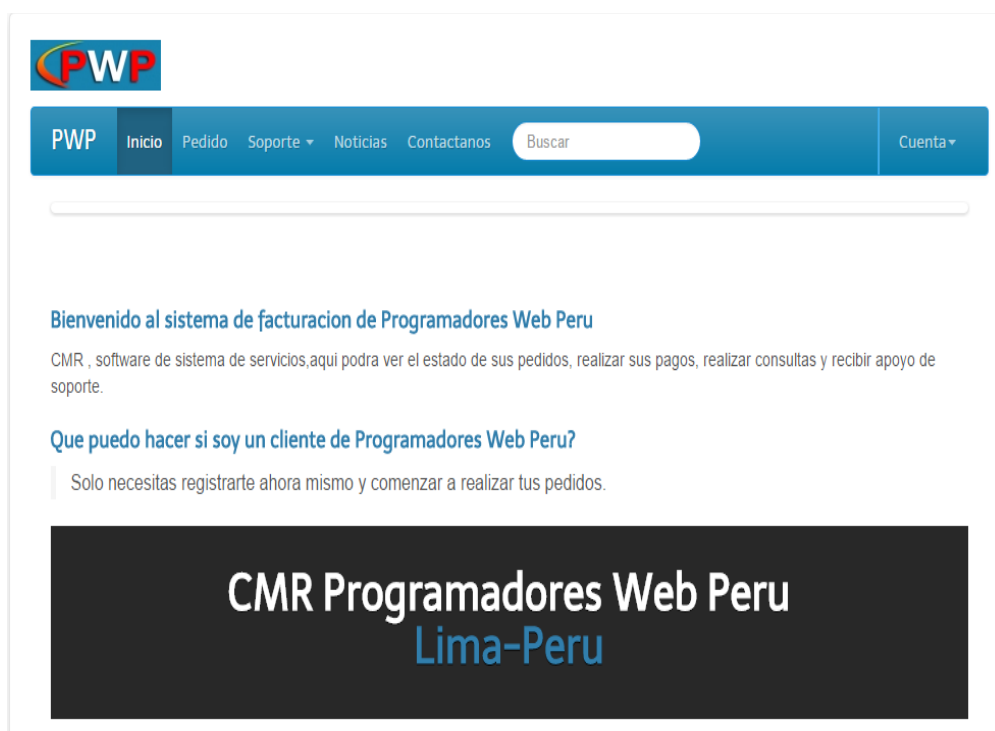 PWP
PWP Inicio Pedido Soporte Noticias Contactanos Buscar Cuenta
Bienvenido al sistema de facturacion de Programadores Web Peru
CMR , software de sistema de servicios,aqui podra ver el estado de sus pedidos, realizar sus pagos, realizar consultas y recibir apoyo de
soporte.
Que puedo hacer si soy un cliente de Programadores Web Peru?
Solo necesitas registrarte ahora mismo y comenzar a realizar tus pedidos.
CMR Programadores Web Peru
Lima-Peru